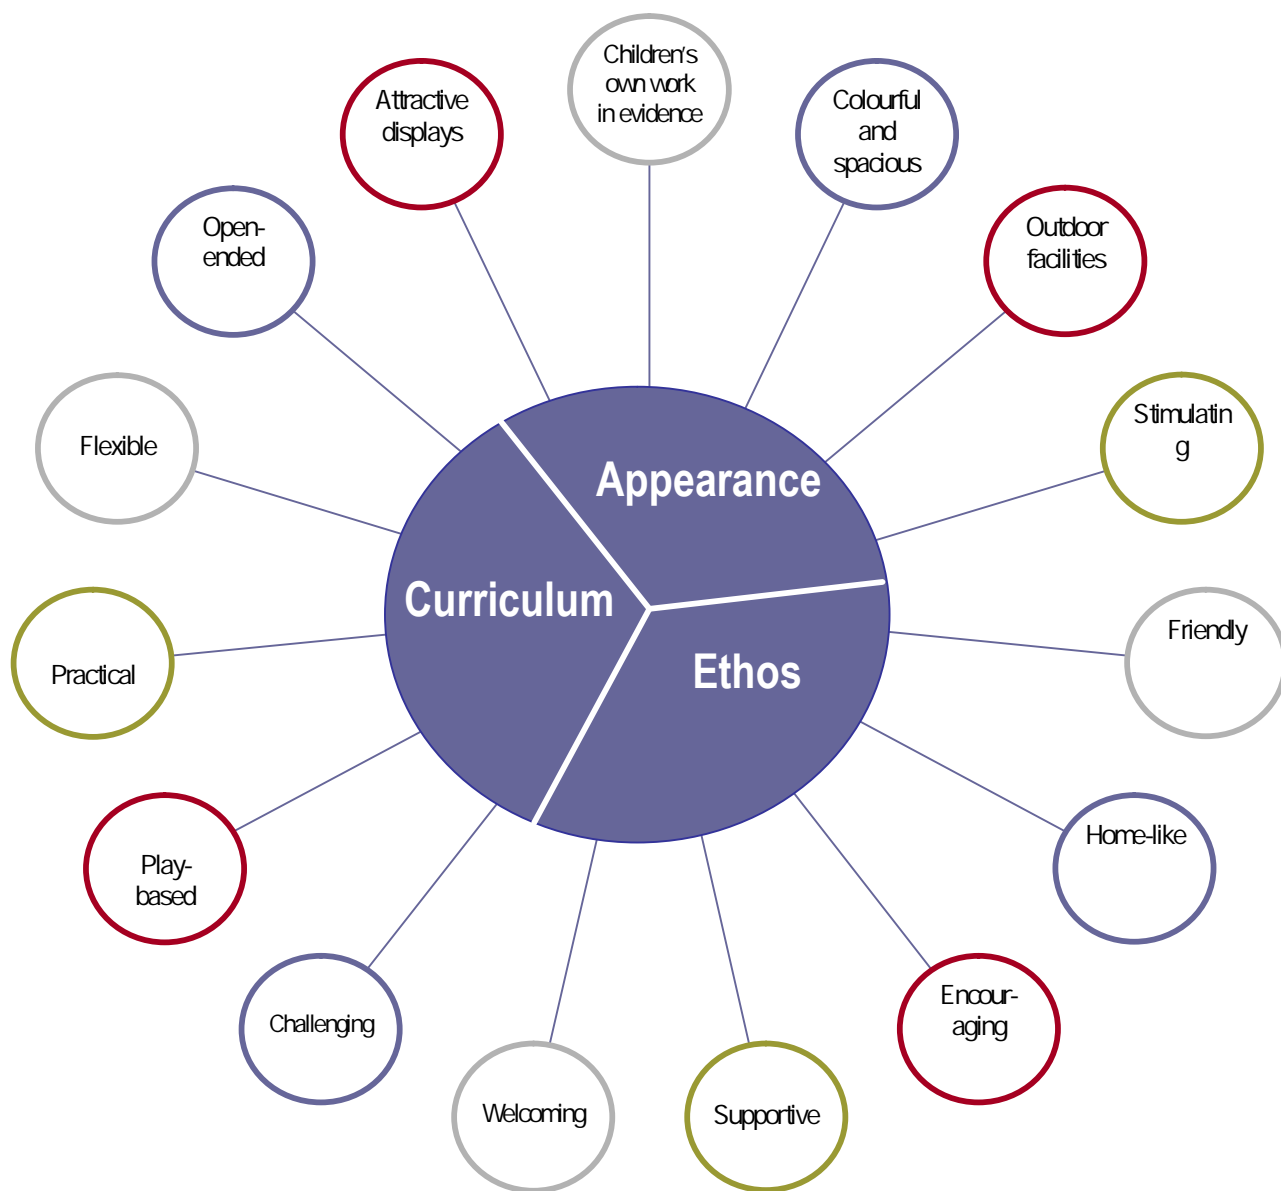 Children's
own work
in evidence
Attractive
displays
Colourful
and
spacious
Open-
ended
Outdoor
facilities
Stimulatin
g
Flexible
Appearance
Curriculum
Ethos
Friendly
Practical
Home-like
Play-
based
Encour-
aging
Challenging
Welcoming
Supportive